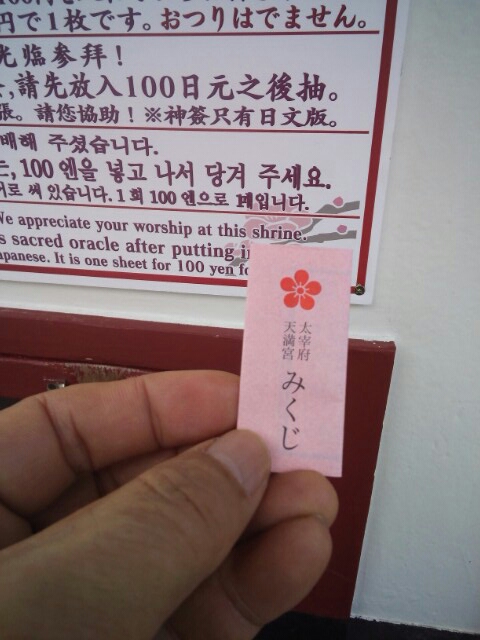 円で1枚です。おつりはでません。
光臨參拜！
，請先放入100日元之後抽。
張。請您協助！※神簽只有日文版。
배해 주셨습니다.
는, 100 엔을 넣고 나서 당겨 주세요.
로 써 있습니다. 1 회 100 엔으로 폐입니다.
We appreciate your worship at this shrine.
s sacred oracle after putting i
apanese. It is one sheet for 100 yen fo
太宰府
天満宮
みくじ